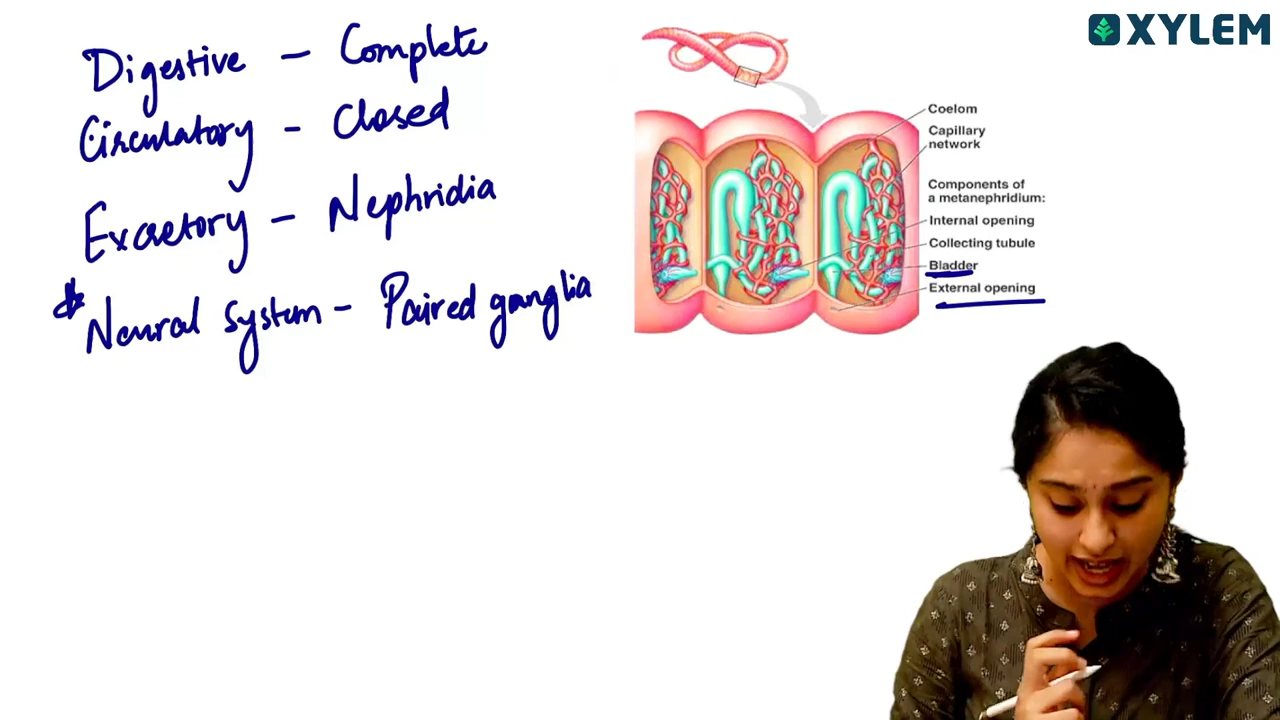 XYLEM
Digestive – Complete
Circulatory – Closed
Excretory – Nephridia
* Neural system – Paired ganglia
Coelom
Capillary
network
Components of
a metanephridium:
Internal opening
Collecting tubule
Bladder
External opening